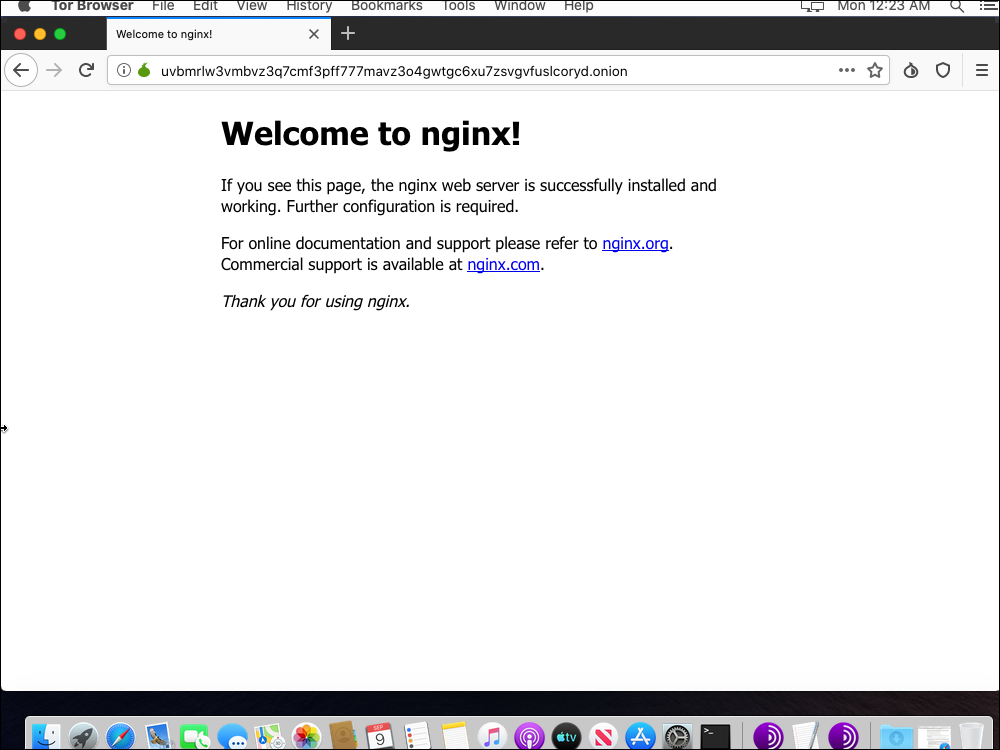 Tor Browser File Edit View History Bookmarks Tools Window Help Mon 12:23 AM
Welcome to nginx!
uvbmrlw3vmbvz3q7cmf3pff777mavz3o4gwtgc6xu7zsvgvfuslcoryd.onion
Welcome to nginx!
If you see this page, the nginx web server is successfully installed and
working. Further configuration is required.
For online documentation and support please refer to nginx.org.
Commercial support is available at nginx.com.
Thank you for using nginx.
SEP
9
tv